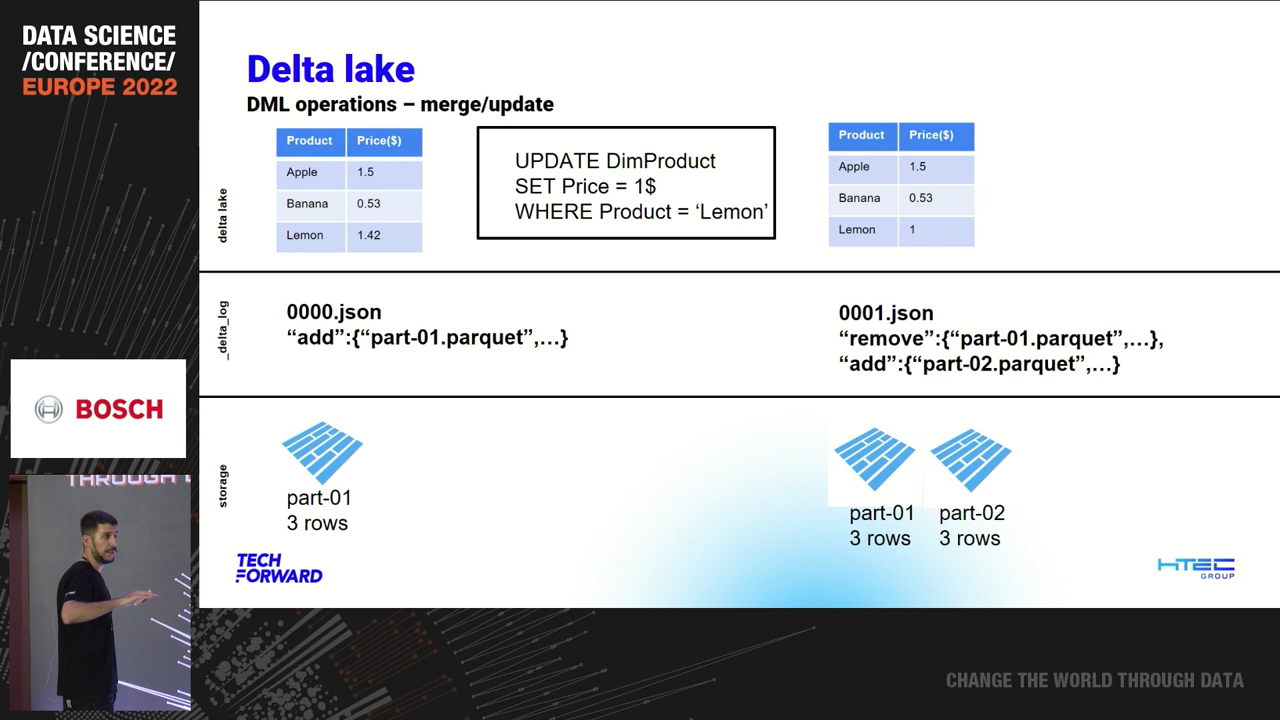 DATA SCIENCE
/CONFERENCE/
EUROPE 2022
Delta lake
DML operations – merge/update
delta lake
Product Price($)
Apple 1.5
Banana 0.53
Lemon 1.42
UPDATE DimProduct
SET Price = 1$
WHERE Product = ‘Lemon’
Product Price($)
Apple 1.5
Banana 0.53
Lemon 1
_delta_log
0000.json
“add”:{“part-01.parquet”,…}
0001.json
“remove”:{“part-01.parquet”,…},
“add”:{“part-02.parquet”,…}
storage
part-01
3 rows
part-01
3 rows
part-02
3 rows
TECH
FORWARD
HTEC
GROUP
BOSCH
THROUGH
CHANGE THE WORLD THROUGH DATA